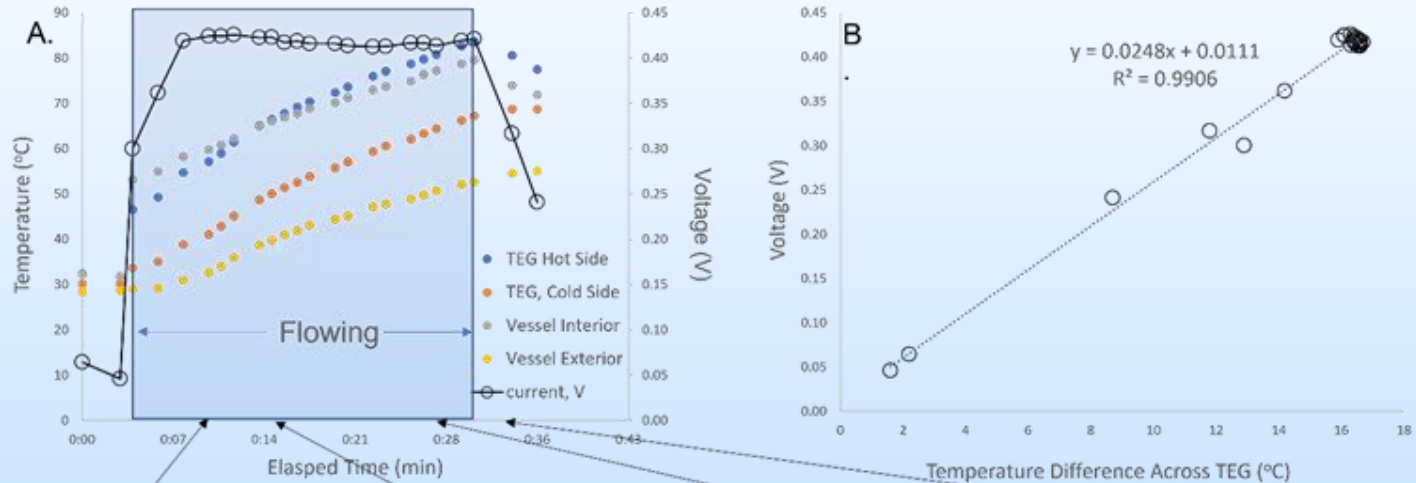 A.
90
80
70
60
50
40
30
20
10
0
Temperature (°C)
0.45
0.40
0.35
0.30
0.25
0.20
0.15
0.10
0.05
0.00
Voltage (V)
0:00 0:07 0:14 0:21 0:28 0:36 0:43
Elasped Time (min)
Flowing
TEG Hot Side
TEG, Cold Side
Vessel Interior
Vessel Exterior
current, V
B
.
y = 0.0248x + 0.0111
R² = 0.9906
0.45
0.40
0.35
0.30
0.25
0.20
0.15
0.10
0.05
0.00
Voltage (V)
0 2 4 6 8 10 12 14 16 18
Temperature Difference Across TEG (°C)